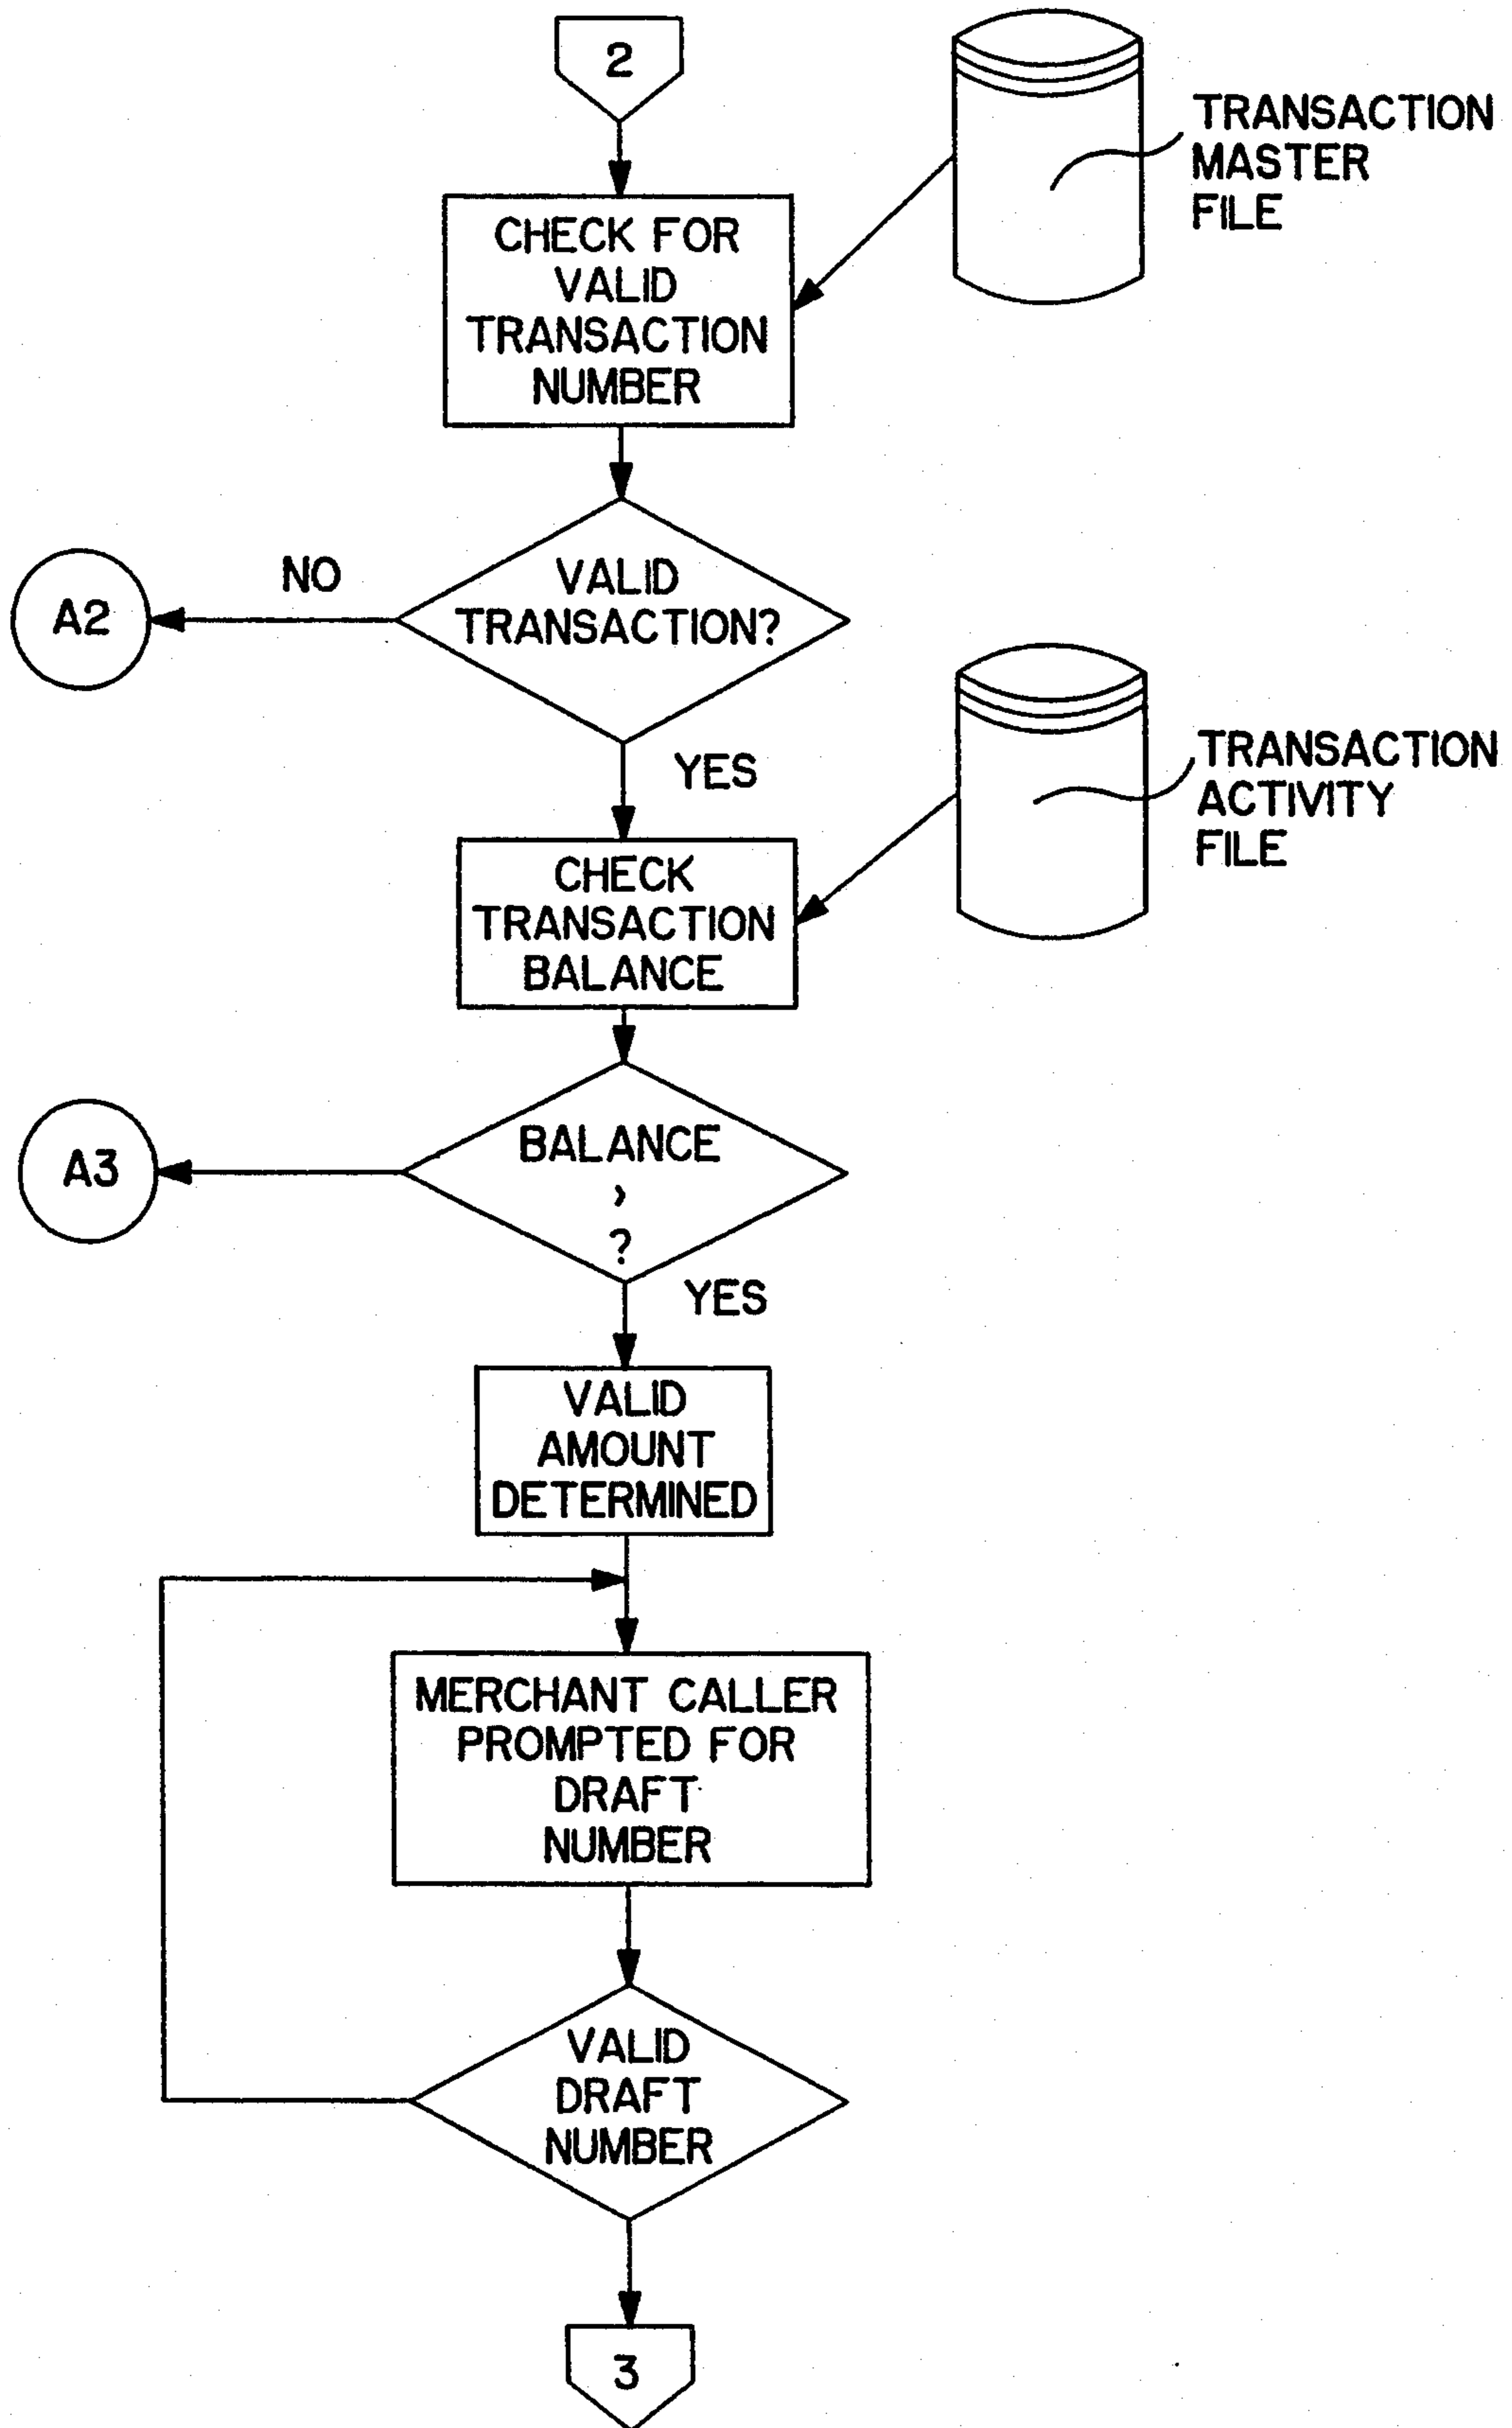 2
TRANSACTION
MASTER
FILE
CHECK FOR
VALID
TRANSACTION
NUMBER
NO
VALID
TRANSACTION?
A2
YES
TRANSACTION
ACTIVITY
FILE
CHECK
TRANSACTION
BALANCE
BALANCE
>
?
A3
YES
VALID
AMOUNT
DETERMINED
MERCHANT CALLER
PROMPTED FOR
DRAFT
NUMBER
VALID
DRAFT
NUMBER
3